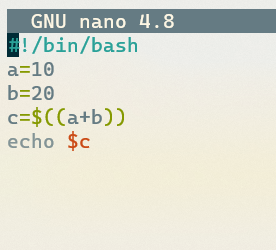 GNU nano 4.8
#!/bin/bash
a=10
b=20
c=$((a+b))
echo $c